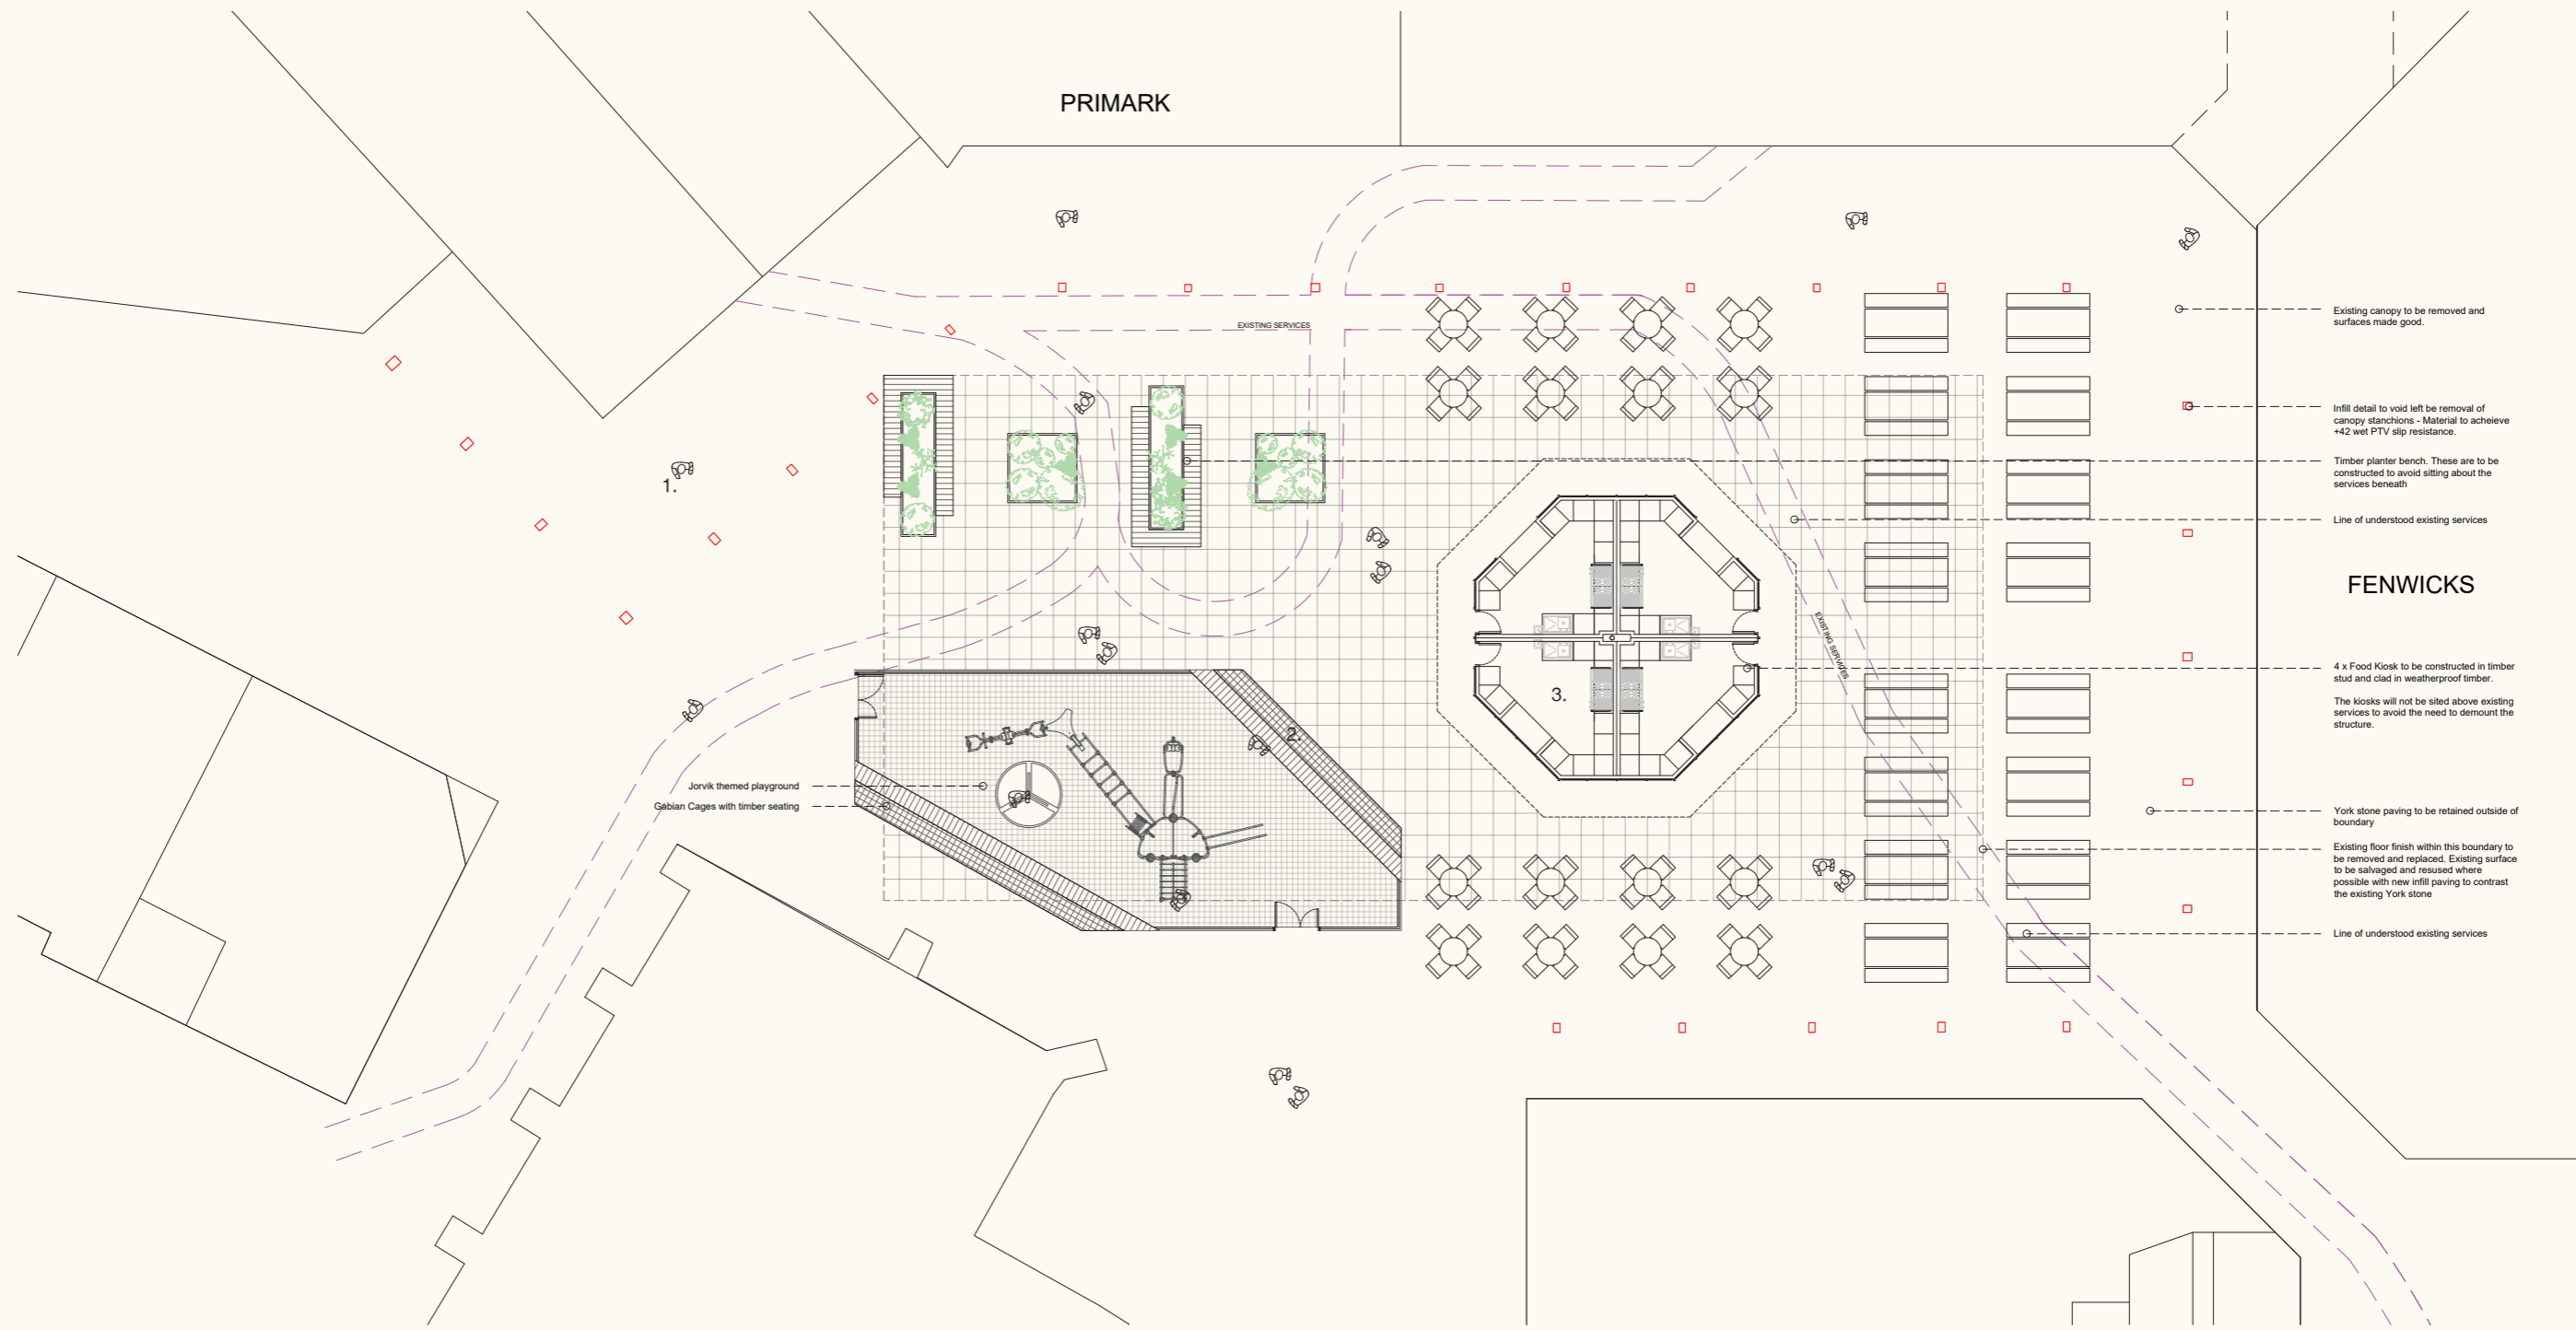 PRIMARK
EXISTING SERVICES
1.
2.
3.
EXISTING SERVICES
Jorvik themed playground
Gabian Cages with timber seating
Existing canopy to be removed and
surfaces made good.
Infill detail to void left be removal of
canopy stanchions - Material to acheieve
+42 wet PTV slip resistance.
Timber planter bench. These are to be
constructed to avoid sitting about the
services beneath
Line of understood existing services
FENWICKS
4 x Food Kiosk to be constructed in timber
stud and clad in weatherproof timber.
The kiosks will not be sited above existing
services to avoid the need to demount the
structure.
York stone paving to be retained outside of
boundary
Existing floor finish within this boundary to
be removed and replaced. Existing surface
to be salvaged and resused where
possible with new infill paving to contrast
the existing York stone
Line of understood existing services